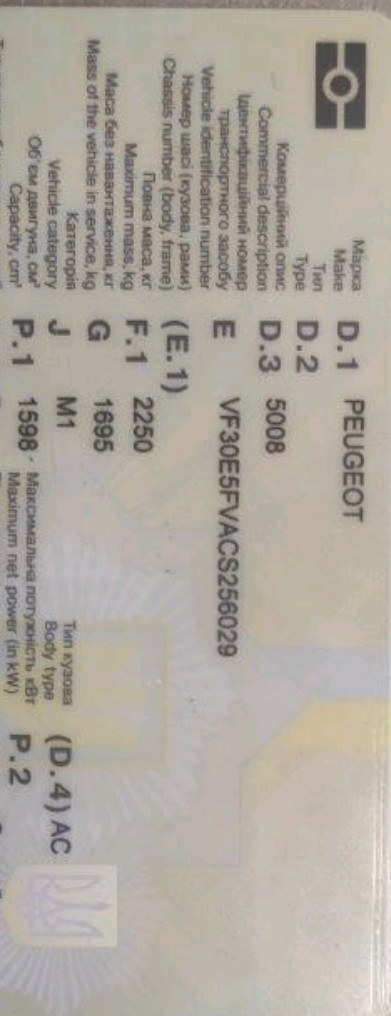 Марка
Make D.1 PEUGEOT
Тип
Type D.2
Комерційний опис
Commercial description D.3 5008
Ідентифікаційний номер
транспортного засобу
Vehicle identification number E VF30E5FVACS256029
Номер шасі (кузова, рами)
Chassis number (body, frame) (E.1)
Повна маса, кг
Maximum mass, kg F.1 2250
Маса без навантаження, кг
Mass of the vehicle in service, kg G 1695
Категорія Тип кузова
Vehicle category J M1 Body type (D.4) AC
Об'єм двигуна, см³ Максимальна потужність кВт
Capacity, cm³ P.1 1598 Maximum net power (in kW) P.2